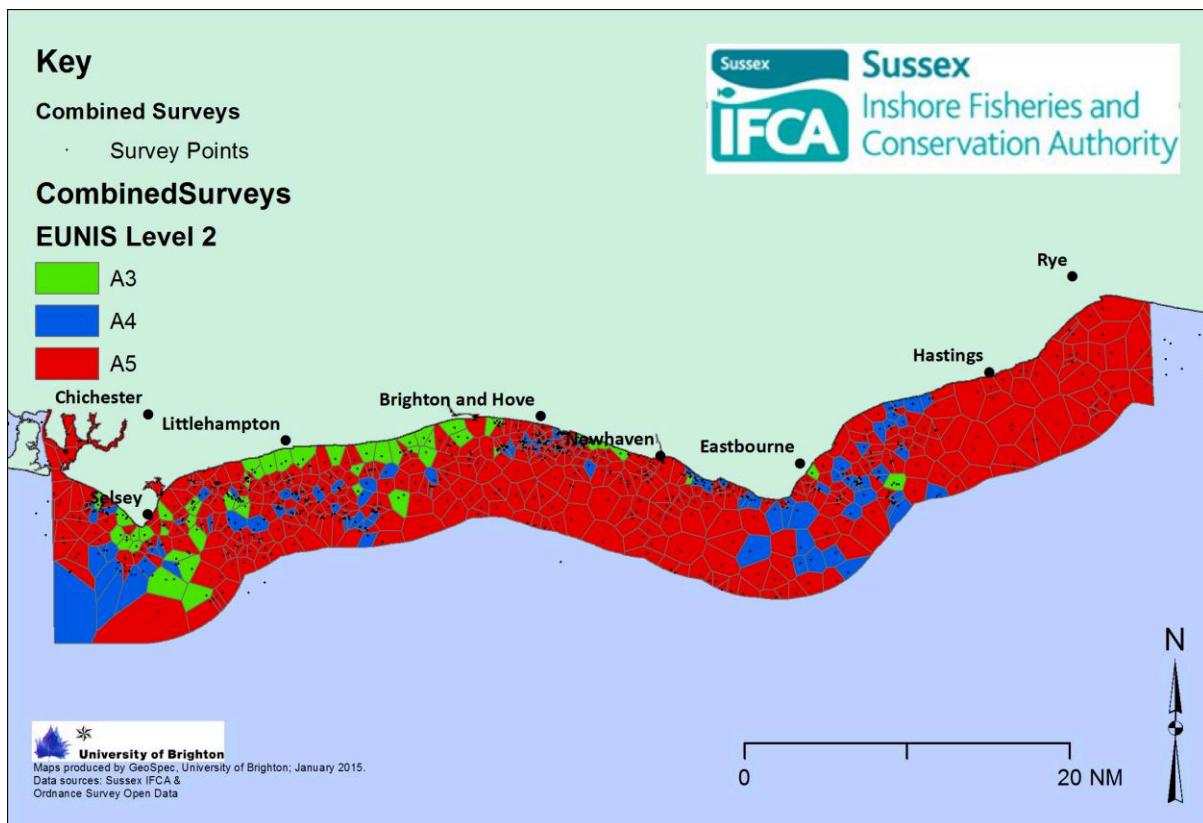 Key
Combined Surveys
Survey Points
CombinedSurveys
EUNIS Level 2
A3
A4
A5
Sussex
IFCA
Sussex
Inshore Fisheries and
Conservation Authority
Rye
Hastings
Chichester
Littlehampton
Brighton and Hove
Newhaven
Eastbourne
Selsey
N
0
20 NM
University of Brighton
Maps produced by GeoSpec, University of Brighton; January 2015.
Data sources: Sussex IFCA &
Ordnance Survey Open Data